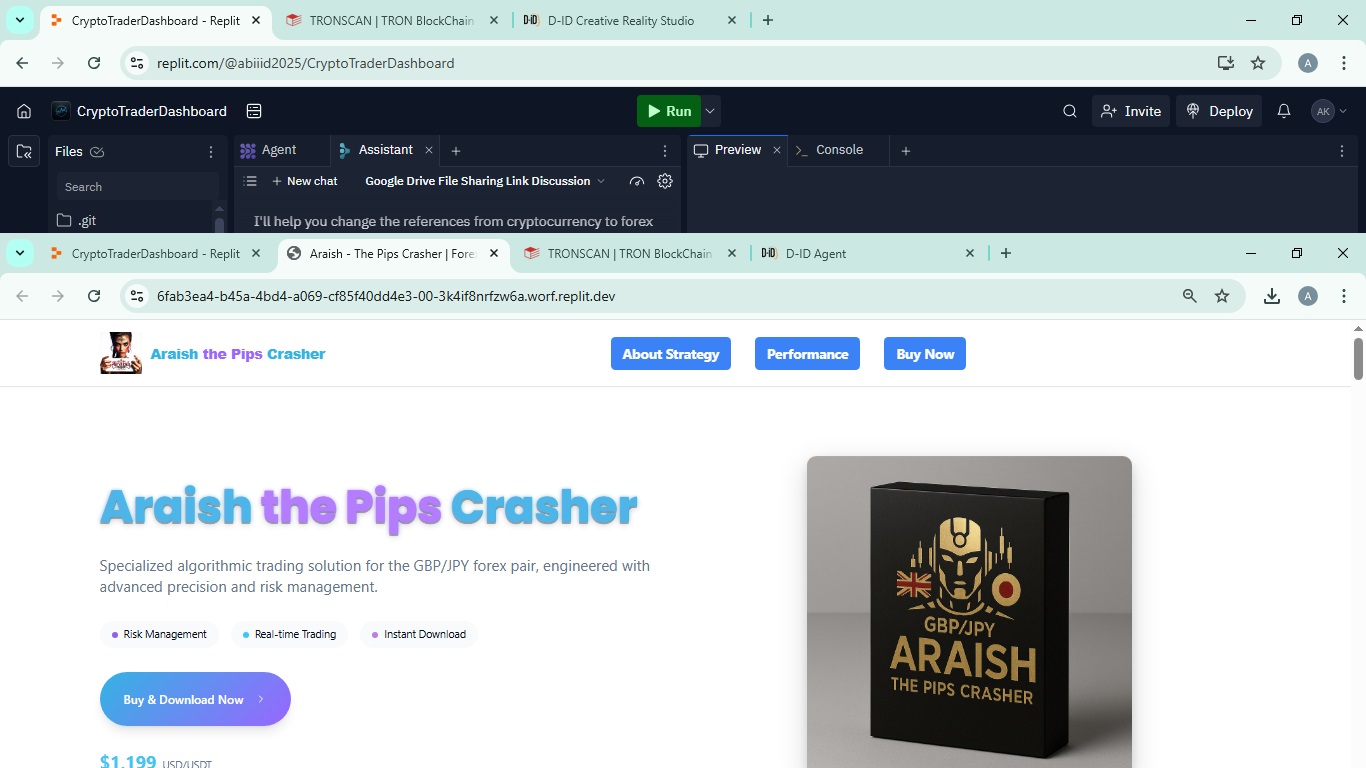 CryptoTraderDashboard - Replit
TRONSCAN | TRON BlockChain
D-ID D-ID Creative Reality Studio
replit.com/@abiiid2025/CryptoTraderDashboard
A
CryptoTraderDashboard
Run
Invite
Deploy
AK
Files
Agent
Assistant
Preview
Console
Search
New chat
Google Drive File Sharing Link Discussion
.git
I'll help you change the references from cryptocurrency to forex
CryptoTraderDashboard - Replit
Araish - The Pips Crasher | Fore
TRONSCAN | TRON BlockChain
D-ID D-ID Agent
6fab3ea4-b45a-4bd4-a069-cf85f40dd4e3-00-3k4if8nrfzw6a.worf.replit.dev
A
Araish the Pips Crasher
About Strategy
Performance
Buy Now
Araish the Pips Crasher
Specialized algorithmic trading solution for the GBP/JPY forex pair, engineered with
advanced precision and risk management.
Risk Management
Real-time Trading
Instant Download
Buy & Download Now
$1,199 USD/USDT
GBP/JPY
ARAISH
THE PIPS CRASHER